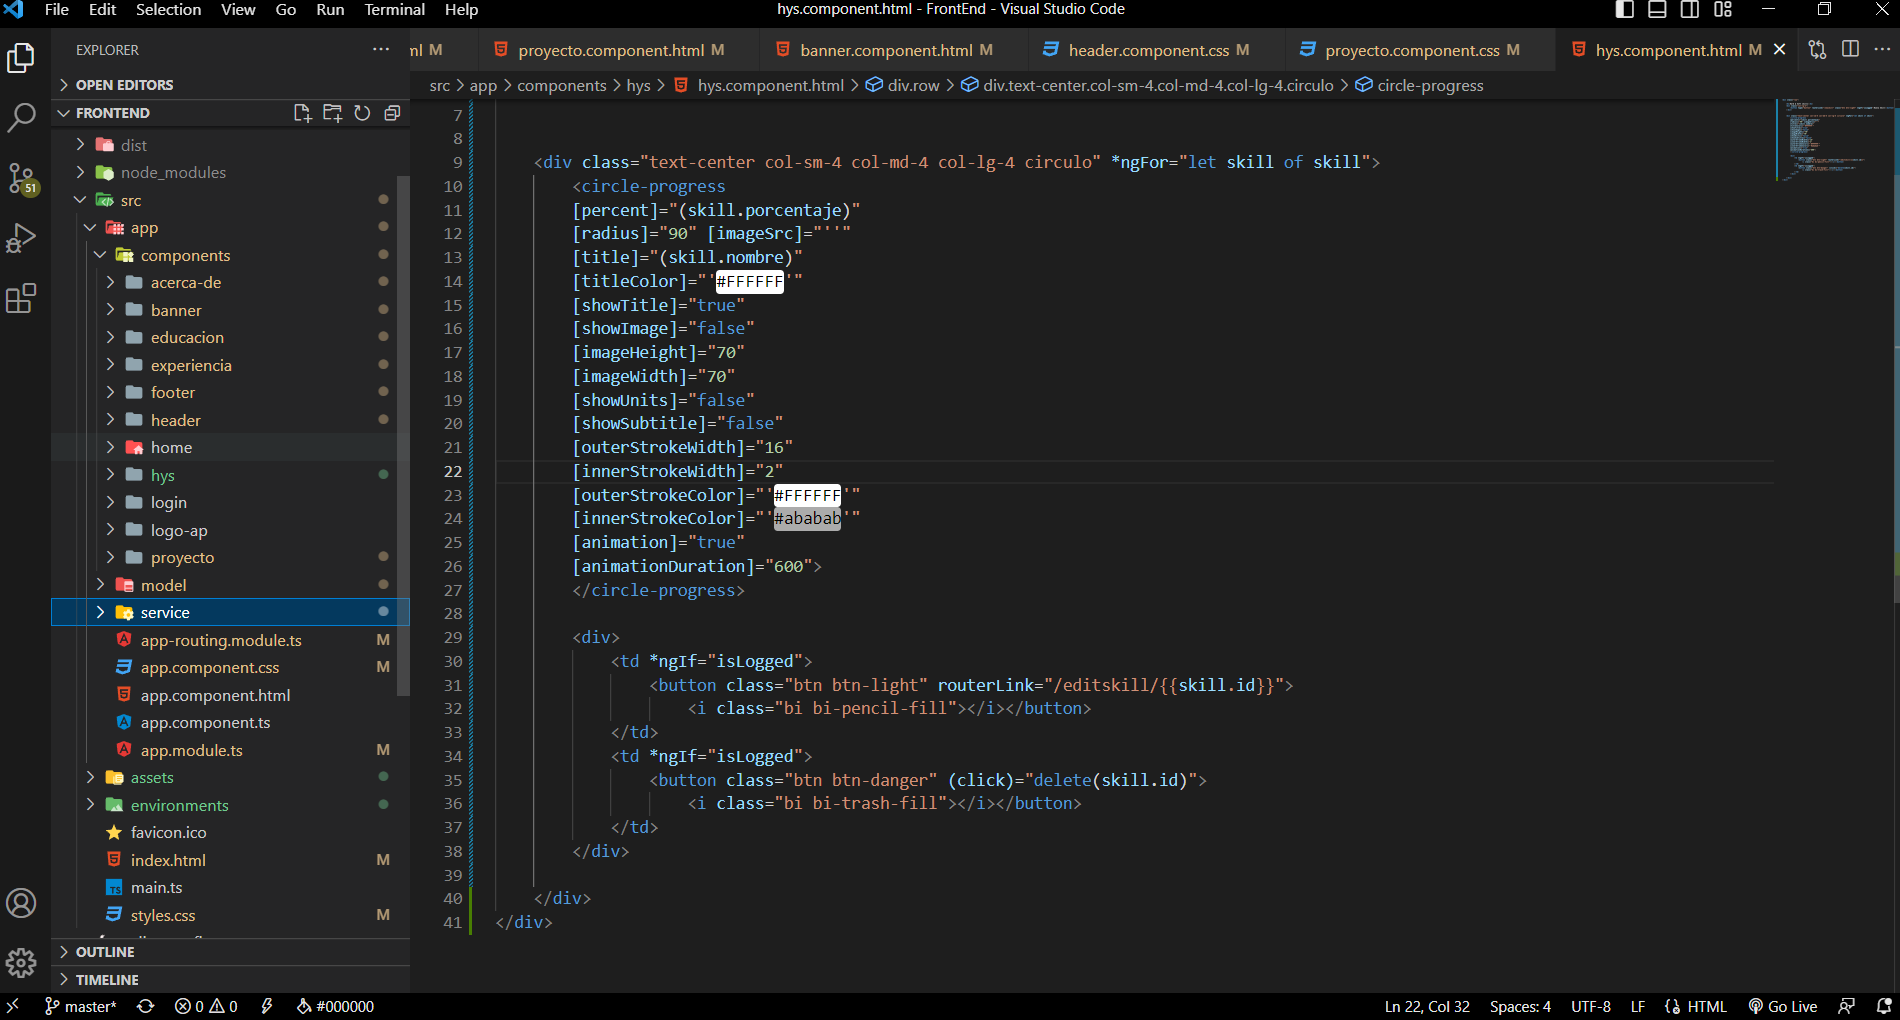 File Edit Selection View Go Run Terminal Help
hys.component.html - FrontEnd - Visual Studio Code
EXPLORER
ml M
proyecto.component.html M
banner.component.html M
header.component.css M
proyecto.component.css M
hys.component.html M
OPEN EDITORS
src > app > components > hys > hys.component.html > div.row > div.text-center.col-sm-4.col-md-4.col-lg-4.circulo > circle-progress
FRONTEND
dist
node_modules
src
app
components
acerca-de
banner
educacion
experiencia
footer
header
home
hys
login
logo-ap
proyecto
model
service
app-routing.module.ts M
app.component.css M
app.component.html
app.component.ts
app.module.ts M
assets
environments
favicon.ico
index.html M
main.ts
styles.css M
OUTLINE
TIMELINE
51
7
8
9 <div class="text-center col-sm-4 col-md-4 col-lg-4 circulo" *ngFor="let skill of skill">
10 <circle-progress
11 [percent]="(skill.porcentaje)"
12 [radius]="90" [imageSrc]="''"
13 [title]="(skill.nombre)"
14 [titleColor]="'#FFFFFF'"
15 [showTitle]="true"
16 [showImage]="false"
17 [imageHeight]="70"
18 [imageWidth]="70"
19 [showUnits]="false"
20 [showSubtitle]="false"
21 [outerStrokeWidth]="16"
22 [innerStrokeWidth]="2"
23 [outerStrokeColor]="'#FFFFFF'"
24 [innerStrokeColor]="'#ababab'"
25 [animation]="true"
26 [animationDuration]="600">
27 </circle-progress>
28
29 <div>
30 <td *ngIf="isLogged">
31 <button class="btn btn-light" routerLink="/editskill/{{skill.id}}">
32 <i class="bi bi-pencil-fill"></i></button>
33 </td>
34 <td *ngIf="isLogged">
35 <button class="btn btn-danger" (click)="delete(skill.id)">
36 <i class="bi bi-trash-fill"></i></button>
37 </td>
38 </div>
39
40 </div>
41 </div>
master* 0 0 #000000
Ln 22, Col 32 Spaces: 4 UTF-8 LF HTML Go Live